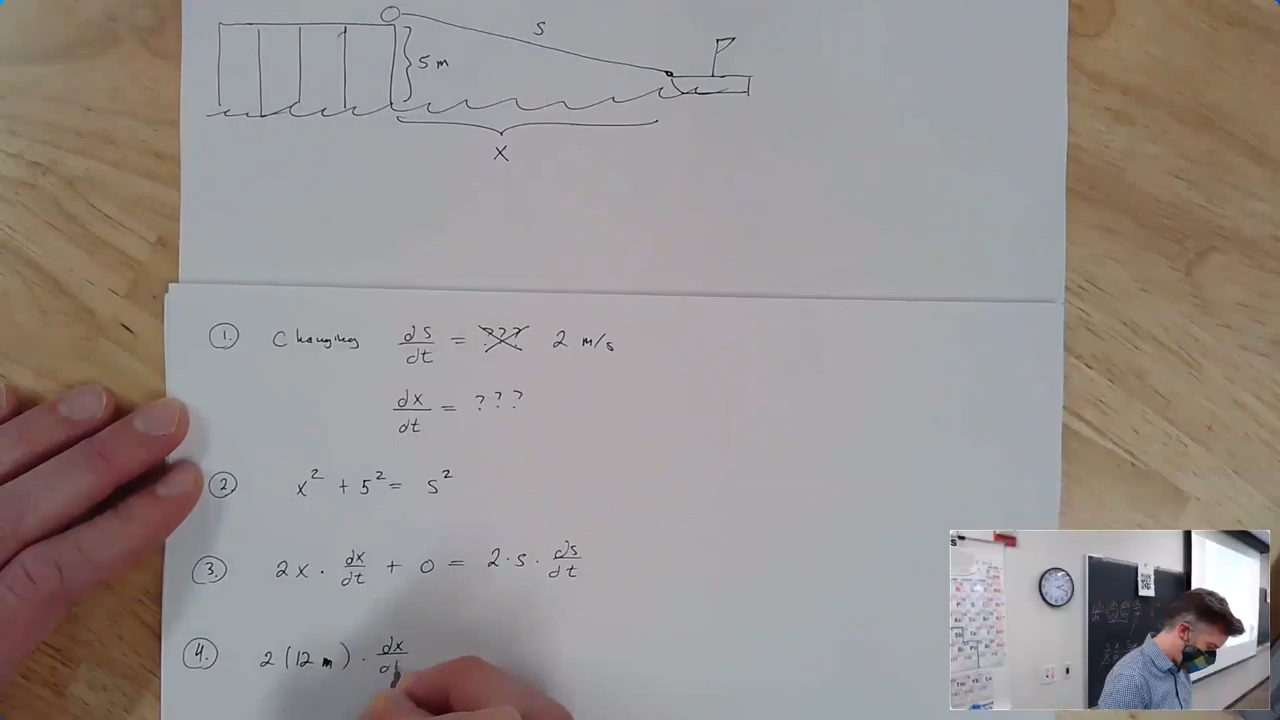 s
5 m
x
1. Changing ds/dt = ??? 2 m/s
dx/dt = ???
2 x² + 5² = s²
3. 2x · dx/dt + 0 = 2 · s · ds/dt
4. 2(12 m) · dx/dt